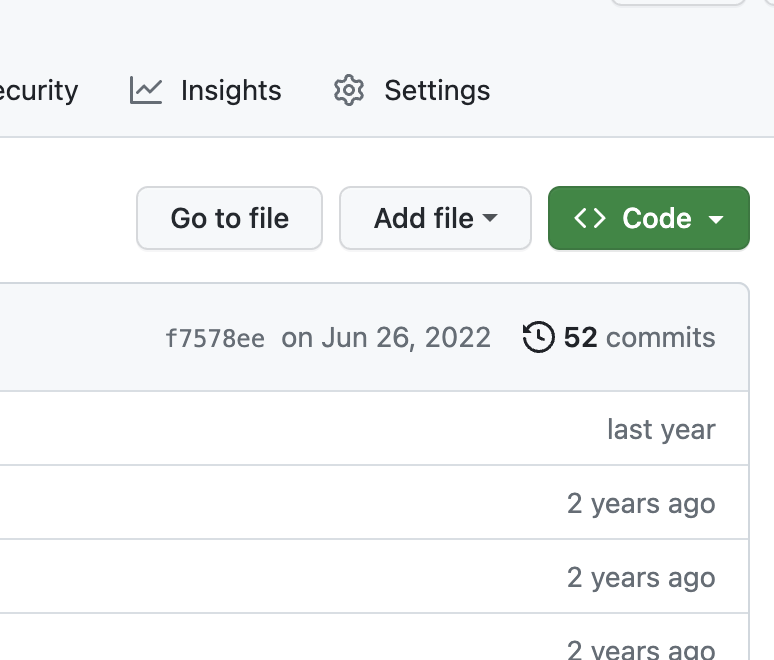 ecurity Insights Settings
Go to file Add file <> Code
f7578ee on Jun 26, 2022 52 commits
last year
2 years ago
2 years ago
2 years ago